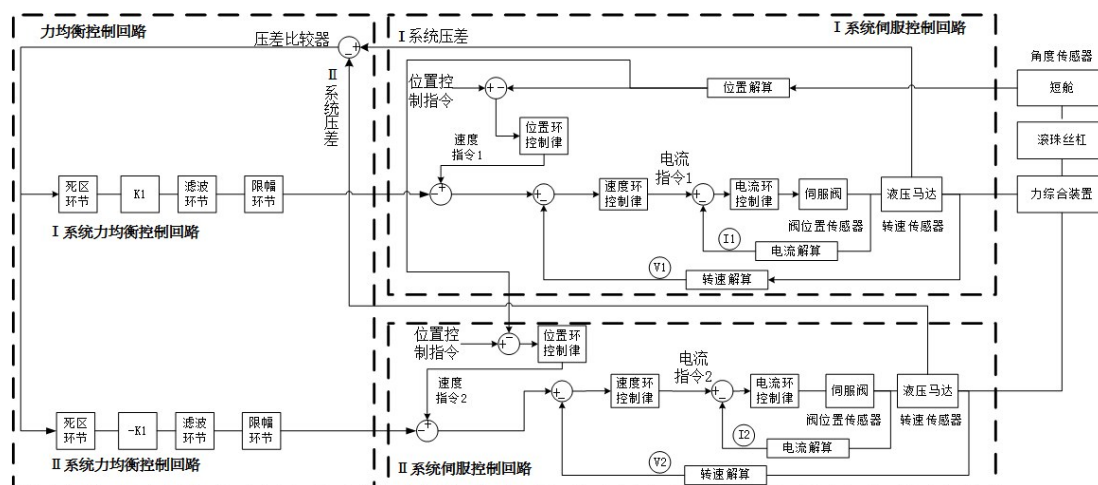 力均衡控制回路
压差比较器
Ⅰ系统压差
Ⅱ系统压差
Ⅰ系统伺服控制回路
角度传感器
短舱
滚珠丝杠
力综合装置
位置控
制指令
位置解算
位置环
控制律
速度
指令1
死区
环节
K1
滤波
环节
限幅
环节
Ⅰ系统力均衡控制回路
速度环
控制律
电流
指令1
电流环
控制律
伺服阀
液压马达
阀位置传感器
转速传感器
I1
电流解算
V1
转速解算
位置控
制指令
位置环
控制律
速度
指令2
速度环
控制律
电流
指令2
电流环
控制律
伺服阀
液压马达
阀位置传感器
转速传感器
死区
环节
-K1
滤波
环节
限幅
环节
Ⅱ系统力均衡控制回路
I2
电流解算
V2
转速解算
Ⅱ系统伺服控制回路